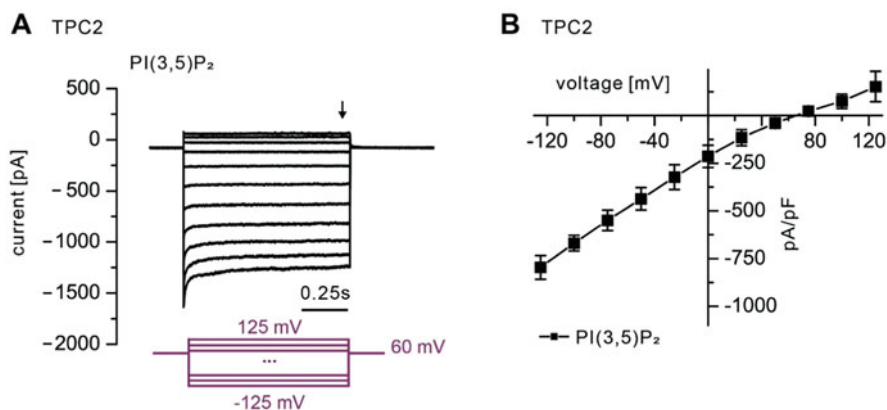 A TPC2
PI(3,5)P₂
500
0
−500
−1000
−1500
−2000
current [pA]
0.25s
125 mV
60 mV
...
-125 mV
B TPC2
voltage [mV]
-120 -80 -40 40 80 120
-250
-500
-750
-1000
pA/pF
PI(3,5)P₂